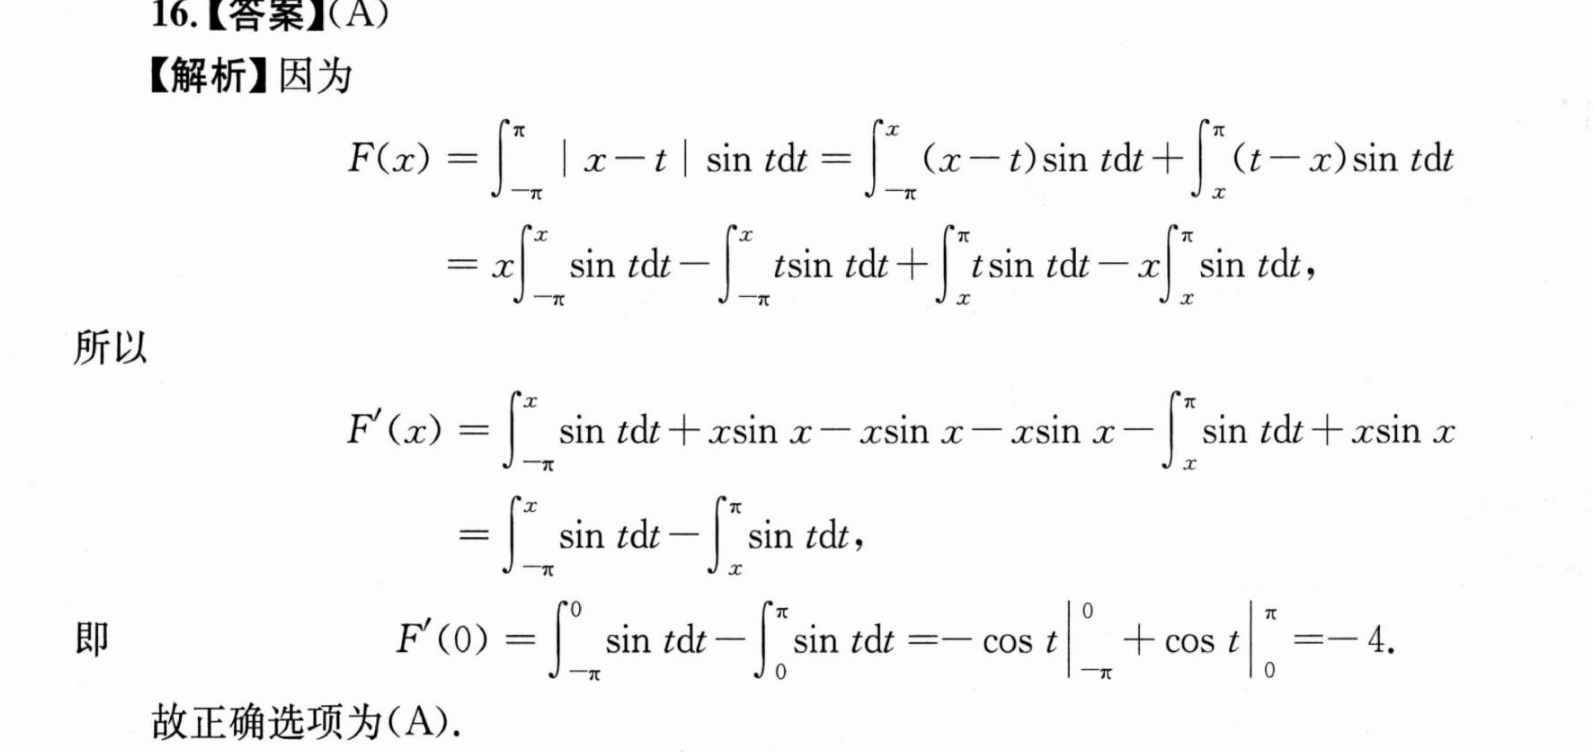 16.【答案】(A)
【解析】因为
F(x) = ∫_{-π}^{π} | x − t | sin tdt = ∫_{-π}^{x} (x − t)sin tdt + ∫_{x}^{π} (t − x)sin tdt
= x∫_{-π}^{x} sin tdt − ∫_{-π}^{x} tsin tdt + ∫_{x}^{π} tsin tdt − x∫_{x}^{π} sin tdt,
所以
F′(x) = ∫_{-π}^{x} sin tdt + xsin x − xsin x − xsin x − ∫_{x}^{π} sin tdt + xsin x
= ∫_{-π}^{x} sin tdt − ∫_{x}^{π} sin tdt,
即 F′(0) = ∫_{-π}^{0} sin tdt − ∫_{0}^{π} sin tdt = − cos t|_{-π}^{0} + cos t|_{0}^{π} = − 4.
故正确选项为(A).